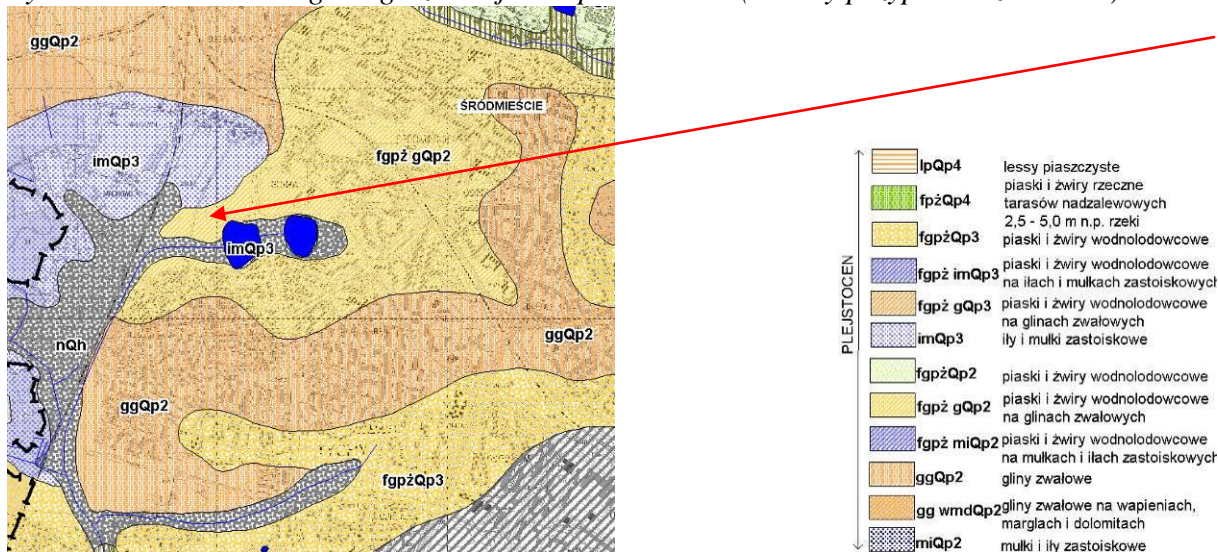 ggQp2
ŚRÓDMIEŚCIE
imQp3
fgpż gQp2
imQp3
nQh
ggQp2
ggQp2
fgpżQp3
PLEJSTOCEN
lpQp4 lessy piaszczyste
fpżQp4 piaski i żwiry rzeczne
tarasów nadzalewowych
2,5 - 5,0 m n.p. rzeki
fgpżQp3 piaski i żwiry wodnolodowcowe
fgpż imQp3 piaski i żwiry wodnolodowcowe
na iłach i mułkach zastoiskowych
fgpż gQp3 piaski i żwiry wodnolodowcowe
na glinach zwałowych
imQp3 iły i mułki zastoiskowe
fgpżQp2 piaski i żwiry wodnolodowcowe
fgpż gQp2 piaski i żwiry wodnolodowcowe
na glinach zwałowych
fgpż miQp2 piaski i żwiry wodnolodowcowe
na mułkach i iłach zastoiskowych
ggQp2 gliny zwałowe
gg wmdQp2 gliny zwałowe na wapieniach,
marglach i dolomitach
miQp2 mułki i iły zastoiskowe